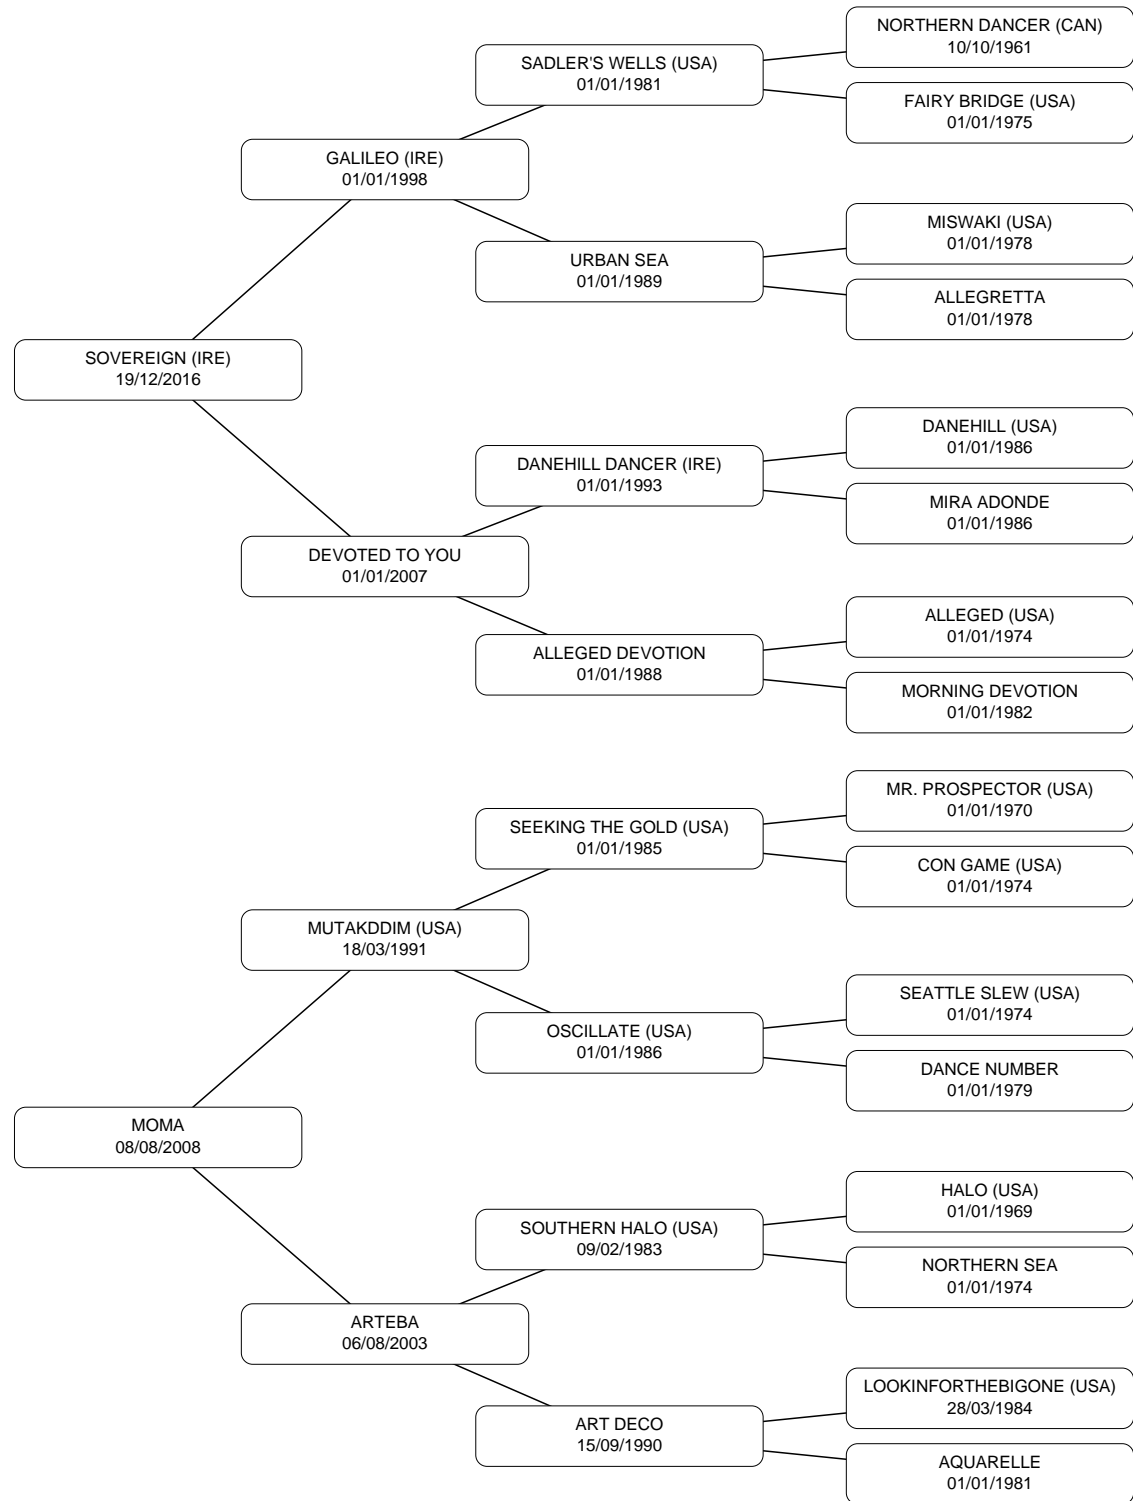 NORTHERN DANCER (CAN)
10/10/1961
SADLER'S WELLS (USA)
01/01/1981
FAIRY BRIDGE (USA)
01/01/1975
GALILEO (IRE)
01/01/1998
MISWAKI (USA)
01/01/1978
URBAN SEA
01/01/1989
ALLEGRETTA
01/01/1978
SOVEREIGN (IRE)
19/12/2016
DANEHILL (USA)
01/01/1986
DANEHILL DANCER (IRE)
01/01/1993
MIRA ADONDE
01/01/1986
DEVOTED TO YOU
01/01/2007
ALLEGED (USA)
01/01/1974
ALLEGED DEVOTION
01/01/1988
MORNING DEVOTION
01/01/1982
MR. PROSPECTOR (USA)
01/01/1970
SEEKING THE GOLD (USA)
01/01/1985
CON GAME (USA)
01/01/1974
MUTAKDDIM (USA)
18/03/1991
SEATTLE SLEW (USA)
01/01/1974
OSCILLATE (USA)
01/01/1986
DANCE NUMBER
01/01/1979
MOMA
08/08/2008
HALO (USA)
01/01/1969
SOUTHERN HALO (USA)
09/02/1983
NORTHERN SEA
01/01/1974
ARTEBA
06/08/2003
LOOKINFORTHEBIGONE (USA)
28/03/1984
ART DECO
15/09/1990
AQUARELLE
01/01/1981